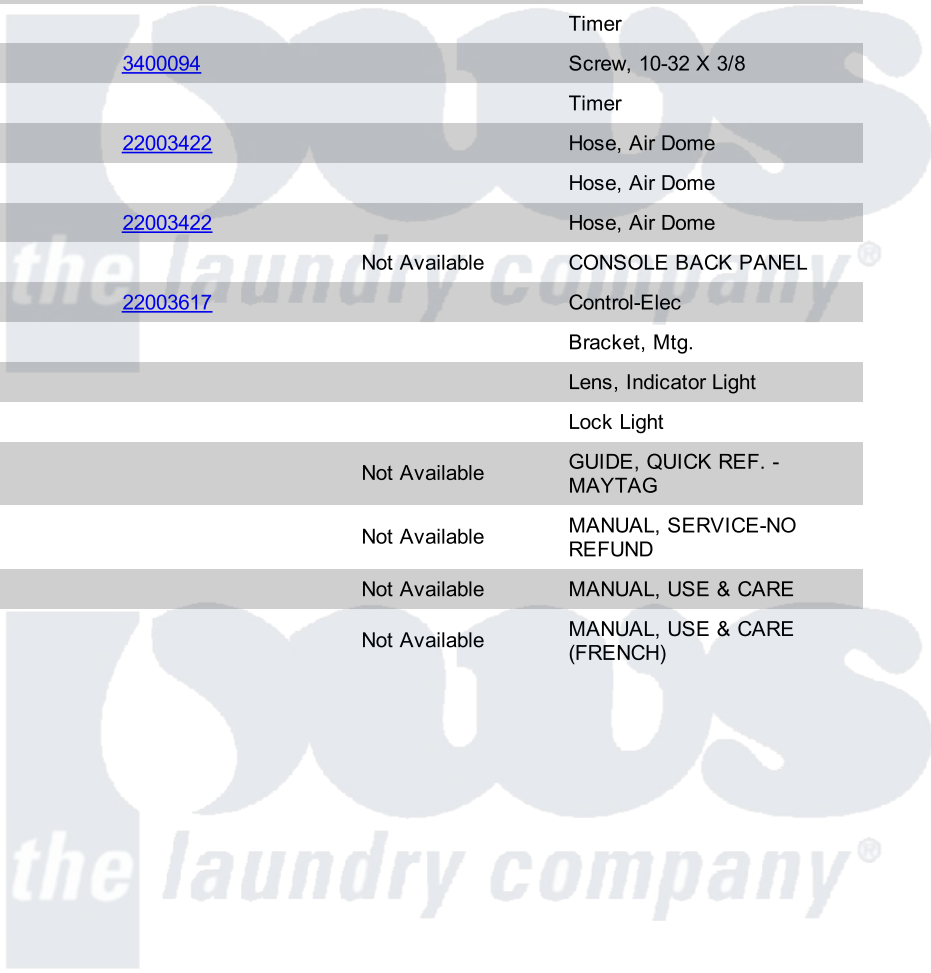 Timer
3400094 Screw, 10-32 X 3/8
Timer
22003422 Hose, Air Dome
Hose, Air Dome
22003422 Hose, Air Dome
Not Available CONSOLE BACK PANEL
22003617 Control-Elec
Bracket, Mtg.
Lens, Indicator Light
Lock Light
Not Available GUIDE, QUICK REF. -
MAYTAG
Not Available MANUAL, SERVICE-NO
REFUND
Not Available MANUAL, USE & CARE
Not Available MANUAL, USE & CARE
(FRENCH)
pws
the laundry company®
pws
the laundry company®